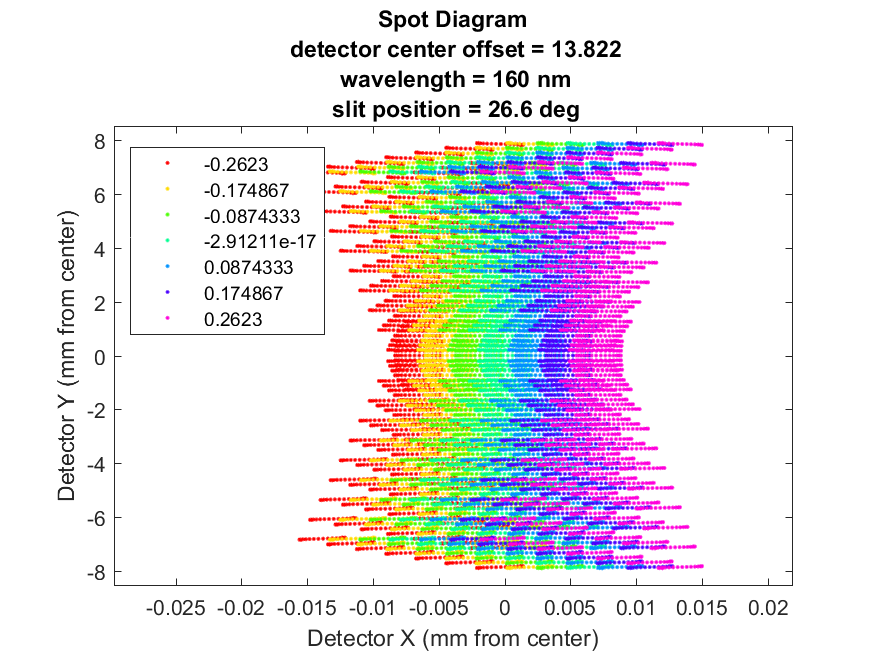 Spot Diagram
detector center offset = 13.822
wavelength = 160 nm
slit position = 26.6 deg
-0.2623
-0.174867
-0.0874333
-2.91211e-17
0.0874333
0.174867
0.2623
8
6
4
2
0
-2
-4
-6
-8
Detector Y (mm from center)
-0.025 -0.02 -0.015 -0.01 -0.005 0 0.005 0.01 0.015 0.02
Detector X (mm from center)